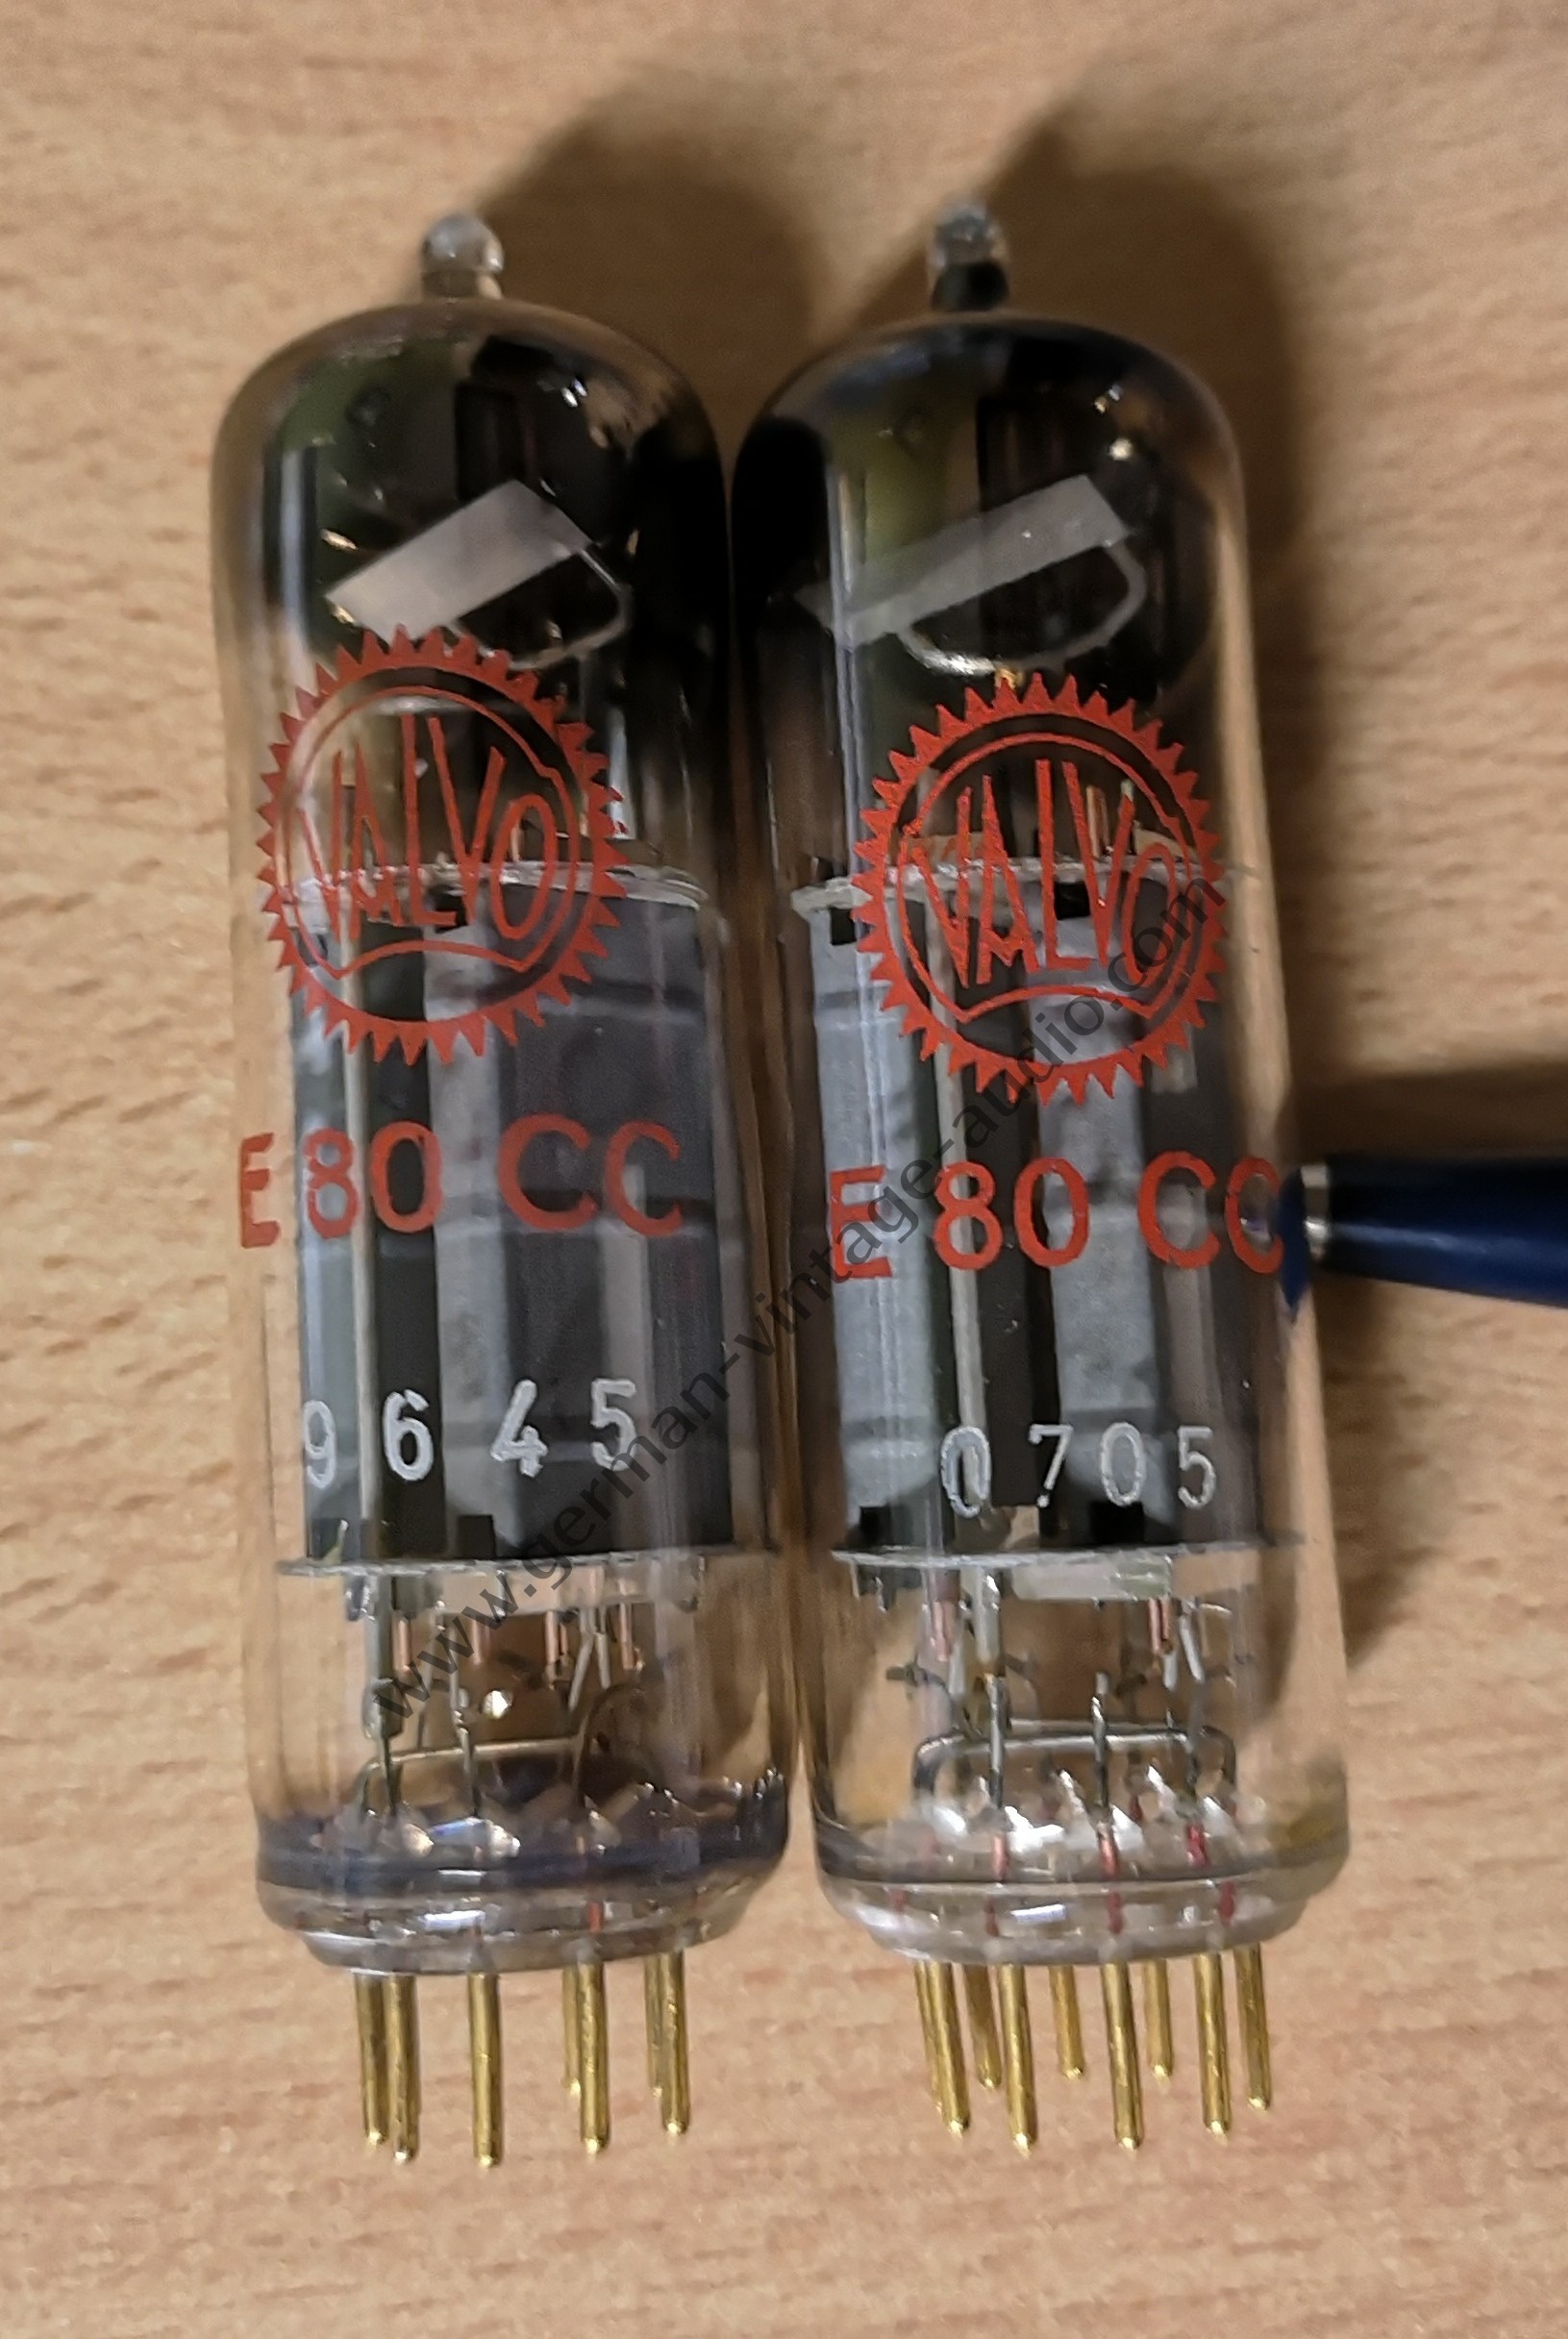 VALVO
E 80 CC
9645
VALVO
E 80 CC
0705
www.german-vintage-audio.com